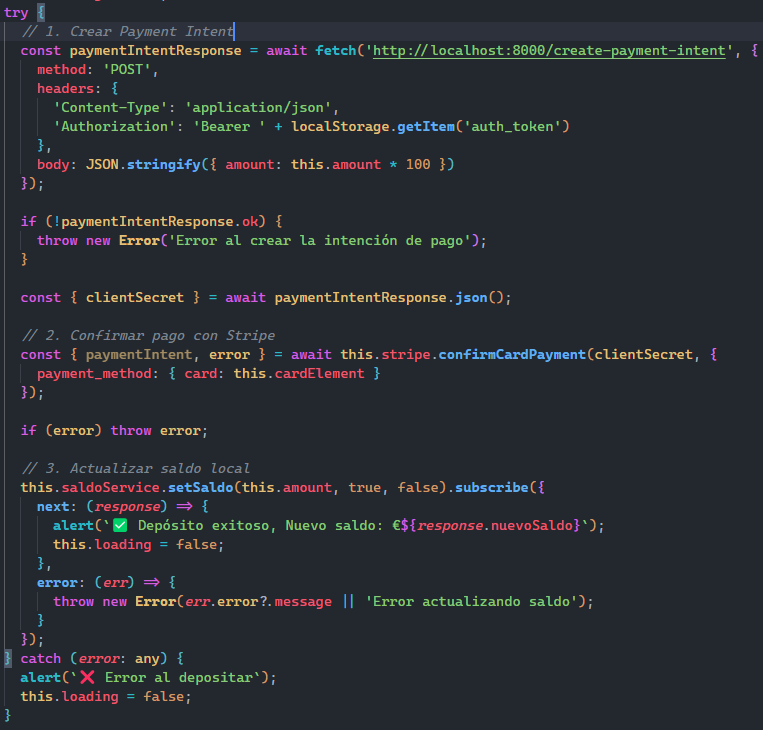 try {
  // 1. Crear Payment Intent
  const paymentIntentResponse = await fetch('http://localhost:8000/create-payment-intent', {
    method: 'POST',
    headers: {
      'Content-Type': 'application/json',
      'Authorization': 'Bearer ' + localStorage.getItem('auth_token')
    },
    body: JSON.stringify({ amount: this.amount * 100 })
  });

  if (!paymentIntentResponse.ok) {
    throw new Error('Error al crear la intención de pago');
  }

  const { clientSecret } = await paymentIntentResponse.json();

  // 2. Confirmar pago con Stripe
  const { paymentIntent, error } = await this.stripe.confirmCardPayment(clientSecret, {
    payment_method: { card: this.cardElement }
  });

  if (error) throw error;

  // 3. Actualizar saldo local
  this.saldoService.setSaldo(this.amount, true, false).subscribe({
    next: (response) => {
      alert(`✅ Depósito exitoso, Nuevo saldo: €${response.nuevoSaldo}`);
      this.loading = false;
    },
    error: (err) => {
      throw new Error(err.error?.message || 'Error actualizando saldo');
    }
  });
} catch (error: any) {
  alert(`❌ Error al depositar`);
  this.loading = false;
}